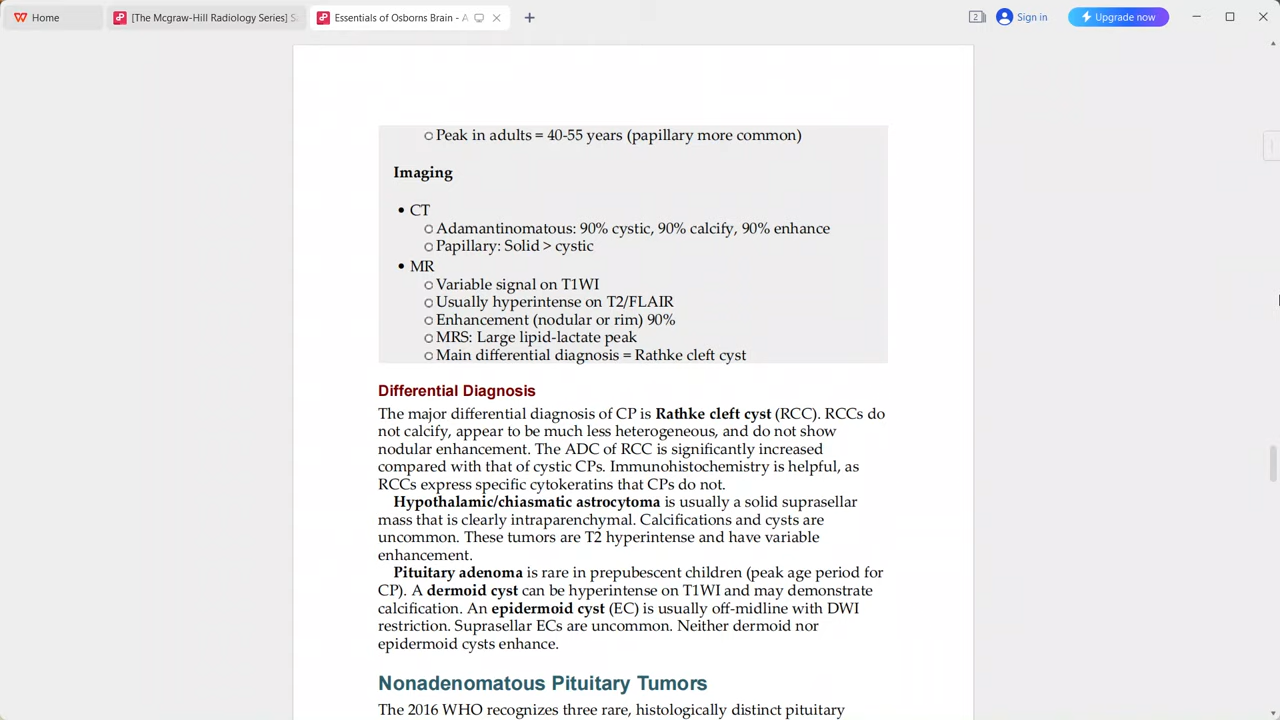 Home
[The Mcgraw-Hill Radiology Series] S
Essentials of Osborns Brain - A
2
Sign in
Upgrade now
Peak in adults = 40-55 years (papillary more common)
Imaging
• CT
Adamantinomatous: 90% cystic, 90% calcify, 90% enhance
Papillary: Solid > cystic
• MR
Variable signal on T1WI
Usually hyperintense on T2/FLAIR
Enhancement (nodular or rim) 90%
MRS: Large lipid-lactate peak
Main differential diagnosis = Rathke cleft cyst
Differential Diagnosis
The major differential diagnosis of CP is Rathke cleft cyst (RCC). RCCs do
not calcify, appear to be much less heterogeneous, and do not show
nodular enhancement. The ADC of RCC is significantly increased
compared with that of cystic CPs. Immunohistochemistry is helpful, as
RCCs express specific cytokeratins that CPs do not.
Hypothalamic/chiasmatic astrocytoma is usually a solid suprasellar
mass that is clearly intraparenchymal. Calcifications and cysts are
uncommon. These tumors are T2 hyperintense and have variable
enhancement.
Pituitary adenoma is rare in prepubescent children (peak age period for
CP). A dermoid cyst can be hyperintense on T1WI and may demonstrate
calcification. An epidermoid cyst (EC) is usually off-midline with DWI
restriction. Suprasellar ECs are uncommon. Neither dermoid nor
epidermoid cysts enhance.
Nonadenomatous Pituitary Tumors
The 2016 WHO recognizes three rare, histologically distinct pituitary